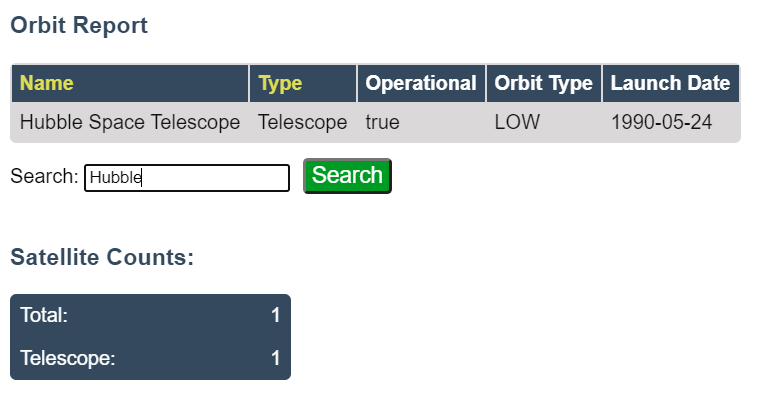 Orbit Report
Name Type Operational Orbit Type Launch Date
Hubble Space Telescope Telescope true LOW 1990-05-24
Search: Hubble Search
Satellite Counts:
Total: 1
Telescope: 1